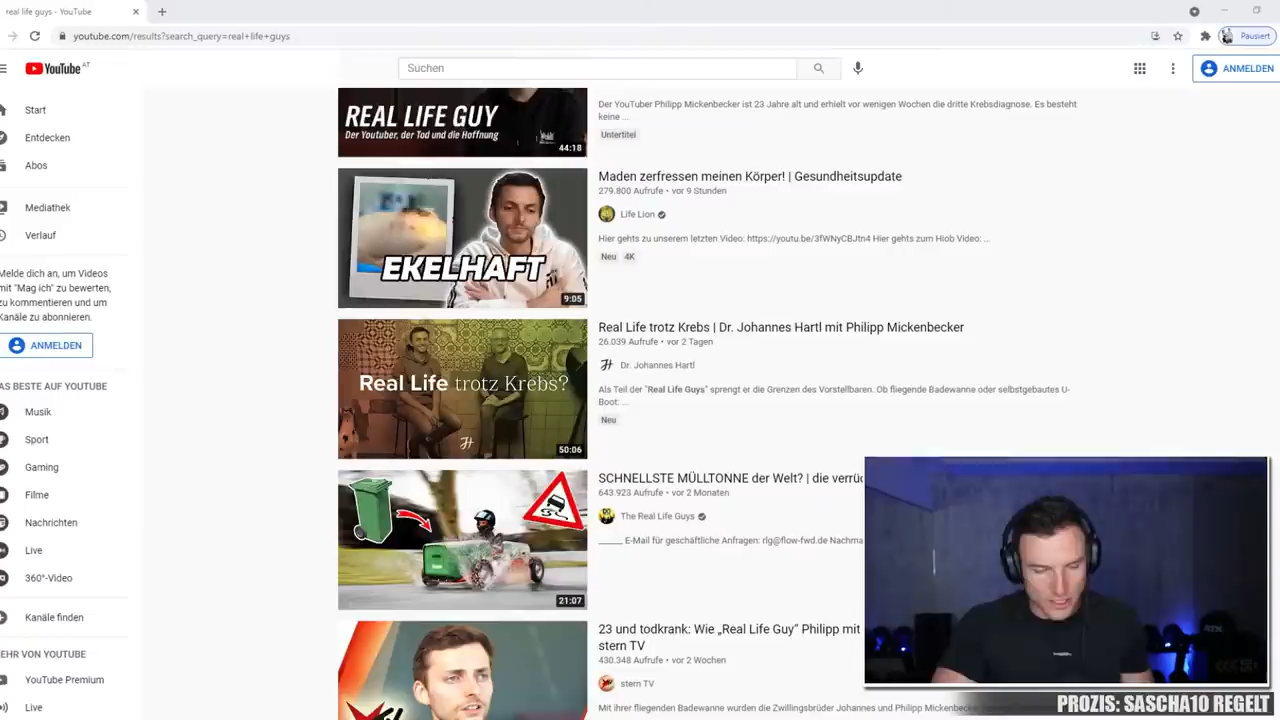 real life guys - YouTube
youtube.com/results?search_query=real+life+guys
Pausiert
YouTube AT
Suchen
ANMELDEN
Start
Entdecken
Abos
Mediathek
Verlauf
Melde dich an, um Videos
mit "Mag ich" zu bewerten,
zu kommentieren und um
Kanäle zu abonnieren.
ANMELDEN
AS BESTE AUF YOUTUBE
Musik
Sport
Gaming
Filme
Nachrichten
Live
360°-Video
Kanäle finden
EHR VON YOUTUBE
YouTube Premium
Live
REAL LIFE GUY
Der Youtuber, der Tod und die Hoffnung
44:18
Der YouTuber Philipp Mickenbecker ist 23 Jahre alt und erhielt vor wenigen Wochen die dritte Krebsdiagnose. Es besteht
keine ...
Untertitel
EKELHAFT
9:05
Maden zerfressen meinen Körper! | Gesundheitsupdate
279.800 Aufrufe • vor 9 Stunden
Life Lion
Hier gehts zu unserem letzten Video: https://youtu.be/3fWNyCBJtn4 Hier gehts zum Hiob Video: ...
Neu 4K
Real Life trotz Krebs?
50:06
Real Life trotz Krebs | Dr. Johannes Hartl mit Philipp Mickenbecker
26.039 Aufrufe • vor 2 Tagen
Dr. Johannes Hartl
Als Teil der "Real Life Guys" sprengt er die Grenzen des Vorstellbaren. Ob fliegende Badewanne oder selbstgebautes U-
Boot: ...
Neu
21:07
SCHNELLSTE MÜLLTONNE der Welt? | die verrüc
643.923 Aufrufe • vor 2 Monaten
The Real Life Guys
______ E-Mail für geschäftliche Anfragen: rlg@flow-fwd.de Nachma
23 und todkrank: Wie „Real Life Guy" Philipp mit
stern TV
430.348 Aufrufe • vor 2 Wochen
stern TV
Mit ihrer fliegenden Badewanne wurden die Zwillingsbrüder Johannes und Philipp Mickenbecker
PROZIS: SASCHA10 REGELT